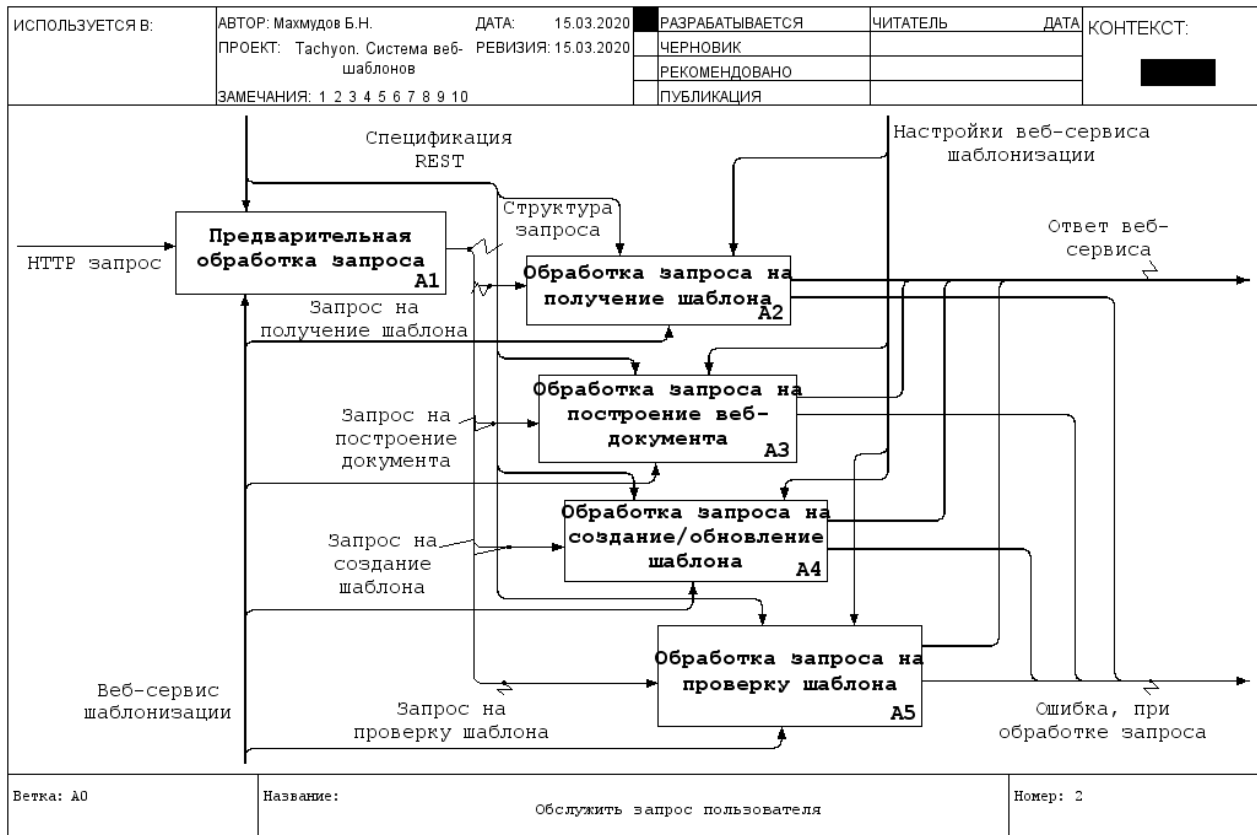 ИСПОЛЬЗУЕТСЯ В:
АВТОР: Махмудов Б.Н.
ДАТА: 15.03.2020
ПРОЕКТ: Tachyon. Система веб-
шаблонов
РЕВИЗИЯ: 15.03.2020
ЗАМЕЧАНИЯ: 1 2 3 4 5 6 7 8 9 10
РАЗРАБАТЫВАЕТСЯ
ЧЕРНОВИК
РЕКОМЕНДОВАНО
ПУБЛИКАЦИЯ
ЧИТАТЕЛЬ
ДАТА
КОНТЕКСТ:
Спецификация
REST
Настройки веб-сервиса
шаблонизации
Предварительная
обработка запроса
A1
HTTP запрос
Структура
запроса
Ответ веб-
сервиса
Обработка запроса на
получение шаблона
A2
Запрос на
получение шаблона
Обработка запроса на
построение веб-
документа
A3
Запрос на
построение
документа
Обработка запроса на
создание/обновление
шаблона
A4
Запрос на
создание
шаблона
Обработка запроса на
проверку шаблона
A5
Веб-сервис
шаблонизации
Запрос на
проверку шаблона
Ошибка, при
обработке запроса
Ветка: A0
Название:
Обслужить запрос пользователя
Номер: 2